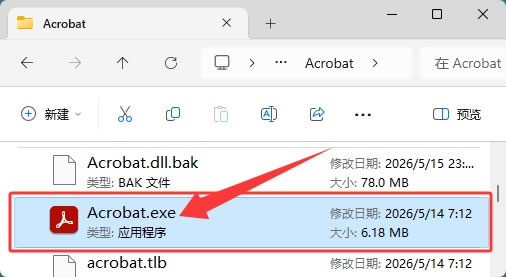 Acrobat
Acrobat
在 Acrobat
新建
预览
Acrobat.dll.bak
修改日期: 2026/5/15 23:...
类型: BAK 文件
大小: 78.0 MB
Acrobat.exe
修改日期: 2026/5/14 7:12
类型: 应用程序
大小: 6.18 MB
acrobat.tlb
修改日期: 2026/5/14 7:12